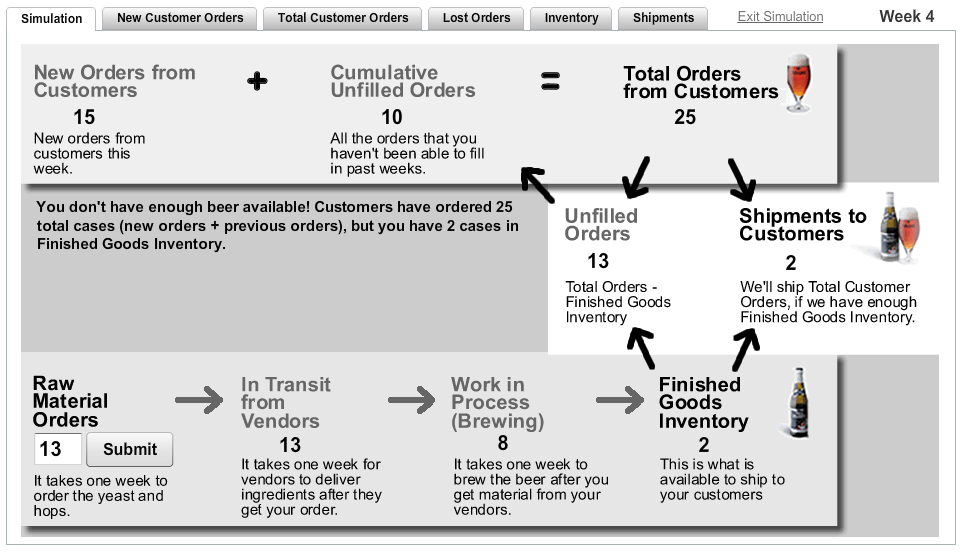 Simulation
New Customer Orders
Total Customer Orders
Lost Orders
Inventory
Shipments
Exit Simulation
Week 4
New Orders from
Customers
15
New orders from
customers this
week.
+
Cumulative
Unfilled Orders
10
All the orders that you
haven't been able to fill
in past weeks.
=
Total Orders
from Customers
25
You don't have enough beer available! Customers have ordered 25
total cases (new orders + previous orders), but you have 2 cases in
Finished Goods Inventory.
Unfilled
Orders
13
Total Orders -
Finished Goods
Inventory
Shipments to
Customers
2
We'll ship Total Customer
Orders, if we have enough
Finished Goods Inventory.
Raw
Material
Orders
13
Submit
It takes one week to
order the yeast and
hops.
In Transit
from
Vendors
13
It takes one week for
vendors to deliver
ingredients after they
get your order.
Work in
Process
(Brewing)
8
It takes one week to
brew the beer after you
get material from your
vendors.
Finished
Goods
Inventory
2
This is what is
available to ship to
your customers